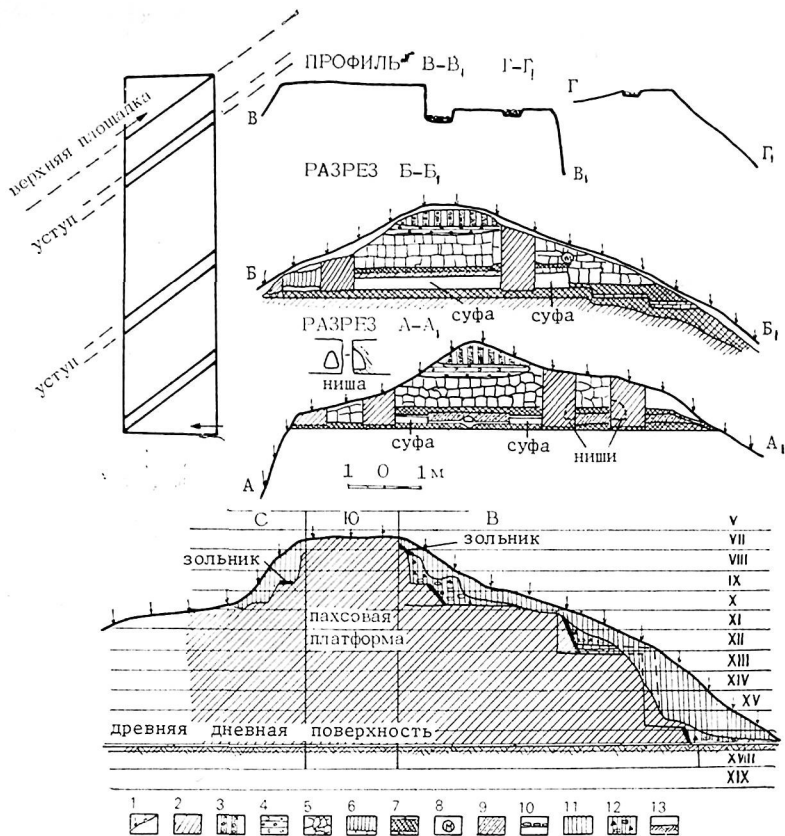 ПРОФИЛЬ В-В₁ Г-Г₁
верхняя площадка
уступ
уступ
В
В₁
Г
Г₁
РАЗРЕЗ Б-Б₁
Б
Б₁
суфа суфа
РАЗРЕЗ А-А₁
ниша
суфа суфа
ниши
А
А₁
1 0 1м
С Ю В
зольник
зольник
пахсовая
платформа
древняя дневная поверхность
V
VII
VIII
IX
X
XI
XII
XIII
XIV
XV
XVIII
XIX
1 2 3 4 5 6 7 8 9 10 11 12 13